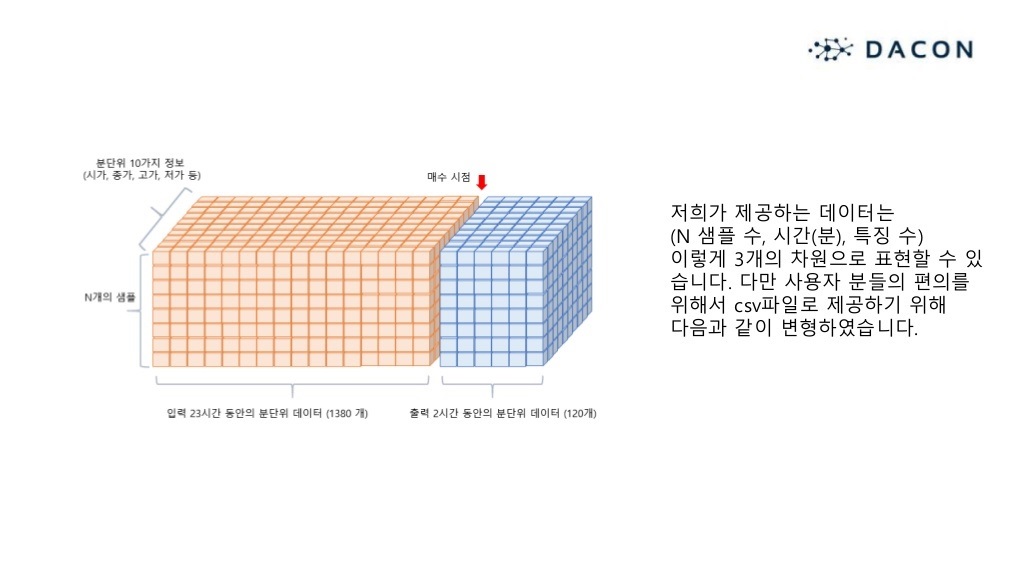 DACON
분단위 10가지 정보
(시가, 종가, 고가, 저가 등)
매수 시점
N개의 샘플
입력 23시간 동안의 분단위 데이터 (1380 개)
출력 2시간 동안의 분단위 데이터 (120개)
저희가 제공하는 데이터는
(N 샘플 수, 시간(분), 특징 수)
이렇게 3개의 차원으로 표현할 수 있
습니다. 다만 사용자 분들의 편의를
위해서 csv파일로 제공하기 위해
다음과 같이 변형하였습니다.